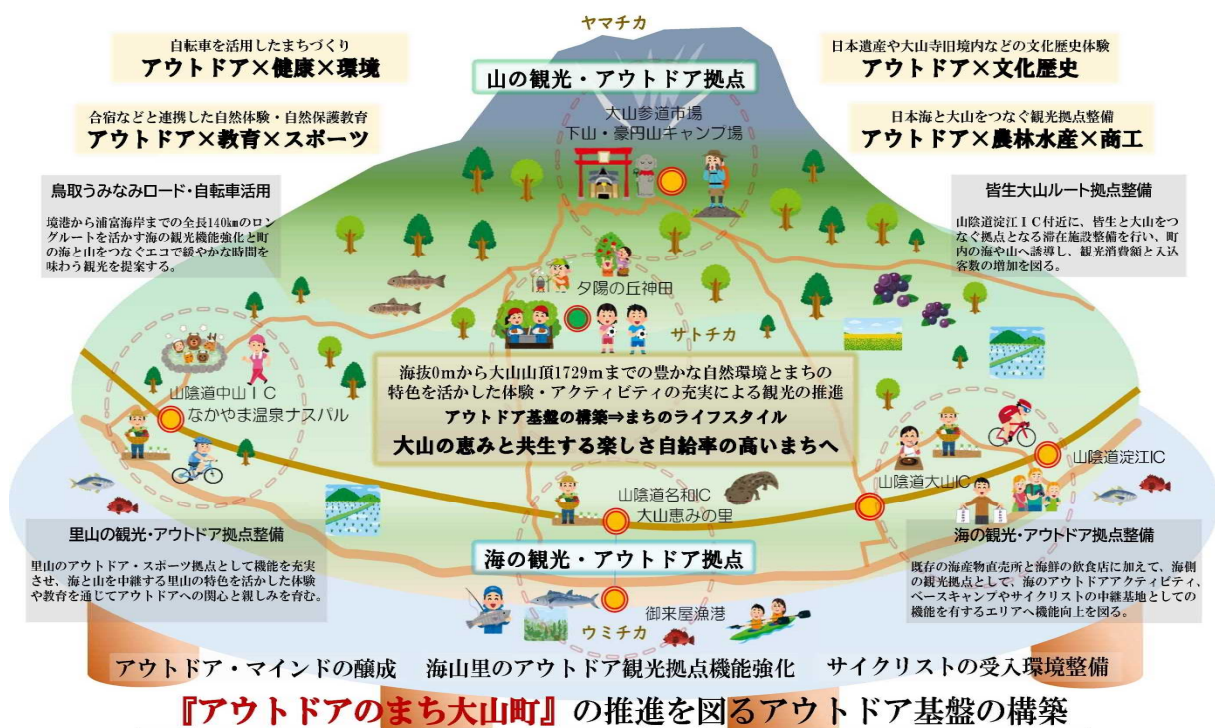 ヤマチカ
自転車を活用したまちづくり
アウトドア×健康×環境
合宿などと連携した自然体験・自然保護教育
アウトドア×教育×スポーツ
日本遺産や大山寺旧境内などの文化歴史体験
アウトドア×文化歴史
日本海と大山をつなぐ観光拠点整備
アウトドア×農林水産×商工
山の観光・アウトドア拠点
大山参道市場
下山・豪円山キャンプ場
鳥取うみなみロード・自転車活用
境港から浦富海岸までの全長140㎞のロン
グルートを活かす海の観光機能強化と町
の海と山をつなぐエコで緩やかな時間を
味わう観光を提案する。
皆生大山ルート拠点整備
山陰道淀江ＩＣ付近に、皆生と大山をつ
なぐ拠点となる滞在施設整備を行い、町
内の海や山へ誘導し、観光消費額と入込
客数の増加を図る。
夕陽の丘神田
サトチカ
海抜0ｍから大山山頂1729ｍまでの豊かな自然環境とまちの
特色を活かした体験・アクティビティの充実による観光の推進
アウトドア基盤の構築⇒まちのライフスタイル
大山の恵みと共生する楽しさ自給率の高いまちへ
山陰道中山ＩＣ
なかやま温泉ナスパル
山陰道名和IC
大山恵みの里
山陰道大山IC
山陰道淀江IC
里山の観光・アウトドア拠点整備
里山のアウトドア・スポーツ拠点として機能を充実
させ、海と山を中継する里山の特色を活かした体験
や教育を通じてアウトドアへの関心と親しみを育む。
海の観光・アウトドア拠点
御来屋漁港
ウミチカ
海の観光・アウトドア拠点整備
既存の海産物直売所と海鮮の飲食店に加えて、海側
の観光拠点として、海のアウトドアアクティビティ、
ベースキャンプやサイクリストの中継基地としての
機能を有するエリアへ機能向上を図る。
アウトドア・マインドの醸成
海山里のアウトドア観光拠点機能強化
サイクリストの受入環境整備
『アウトドアのまち大山町』の推進を図るアウトドア基盤の構築